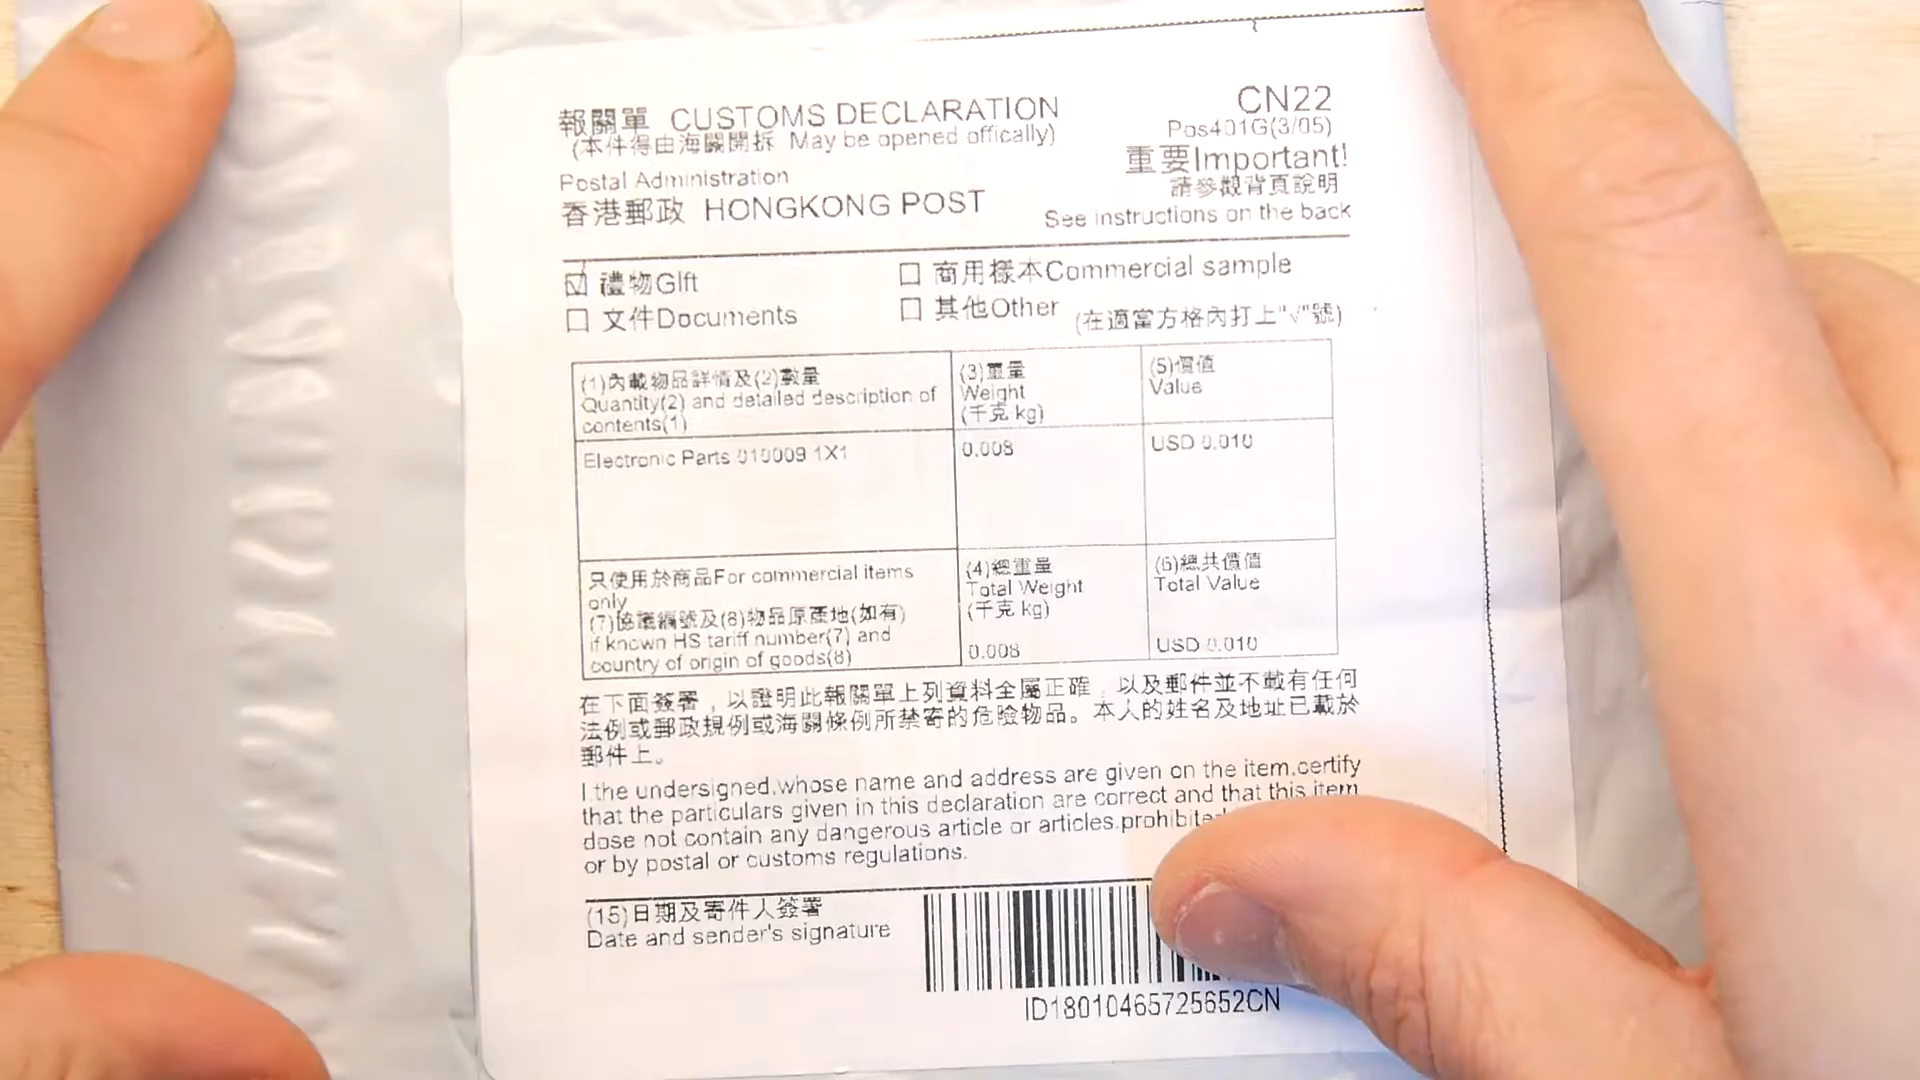 報關單 CUSTOMS DECLARATION
(本件得由海關開拆 May be opened offically)
CN22
Pos401G(3/05)
重要Important!
請參觀背頁說明
See instructions on the back
Postal Administration
香港郵政 HONGKONG POST
☑ 禮物Gift
☐ 商用樣本Commercial sample
☐ 文件Documents
☐ 其他Other (在適當方格內打上"√"號)
(1)內載物品詳情及(2)數量
Quantity(2) and detailed description of
contents(1)
(3)重量
Weight
(千克 kg)
(5)價值
Value
Electronic Parts 010009 1X1
0.008
USD 0.010
只使用於商品For commercial items
only
(7)協議編號及(8)物品原產地(如有)
if known HS tariff number(7) and
country of origin of goods(8)
(4)總重量
Total Weight
(千克 kg)
0.008
(6)總共價值
Total Value
USD 0.010
在下面簽署，以證明此報關單上列資料全屬正確，以及郵件並不載有任何
法例或郵政規例或海關條例所禁寄的危險物品。本人的姓名及地址已載於
郵件上。
I.the undersigned,whose name and address are given on the item,certify
that the particulars given in this declaration are correct and that this item
dose not contain any dangerous article or articles.prohibited
or by postal or customs regulations.
(15)日期及寄件人簽署
Date and sender's signature
ID18010465725652CN